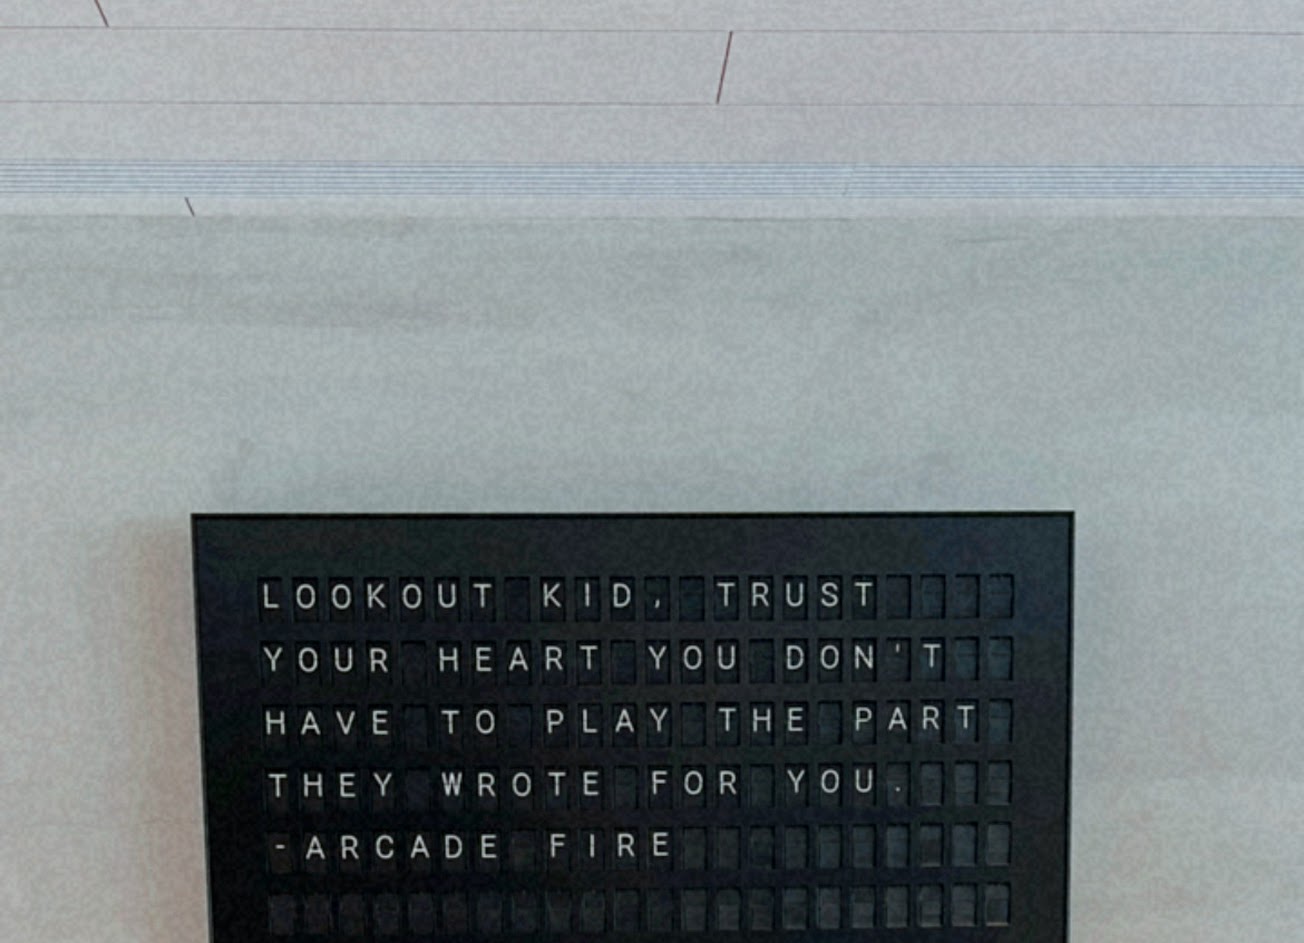 LOOKOUT KID, TRUST
YOUR HEART YOU DON'T
HAVE TO PLAY THE PART
THEY WROTE FOR YOU.
-ARCADE FIRE